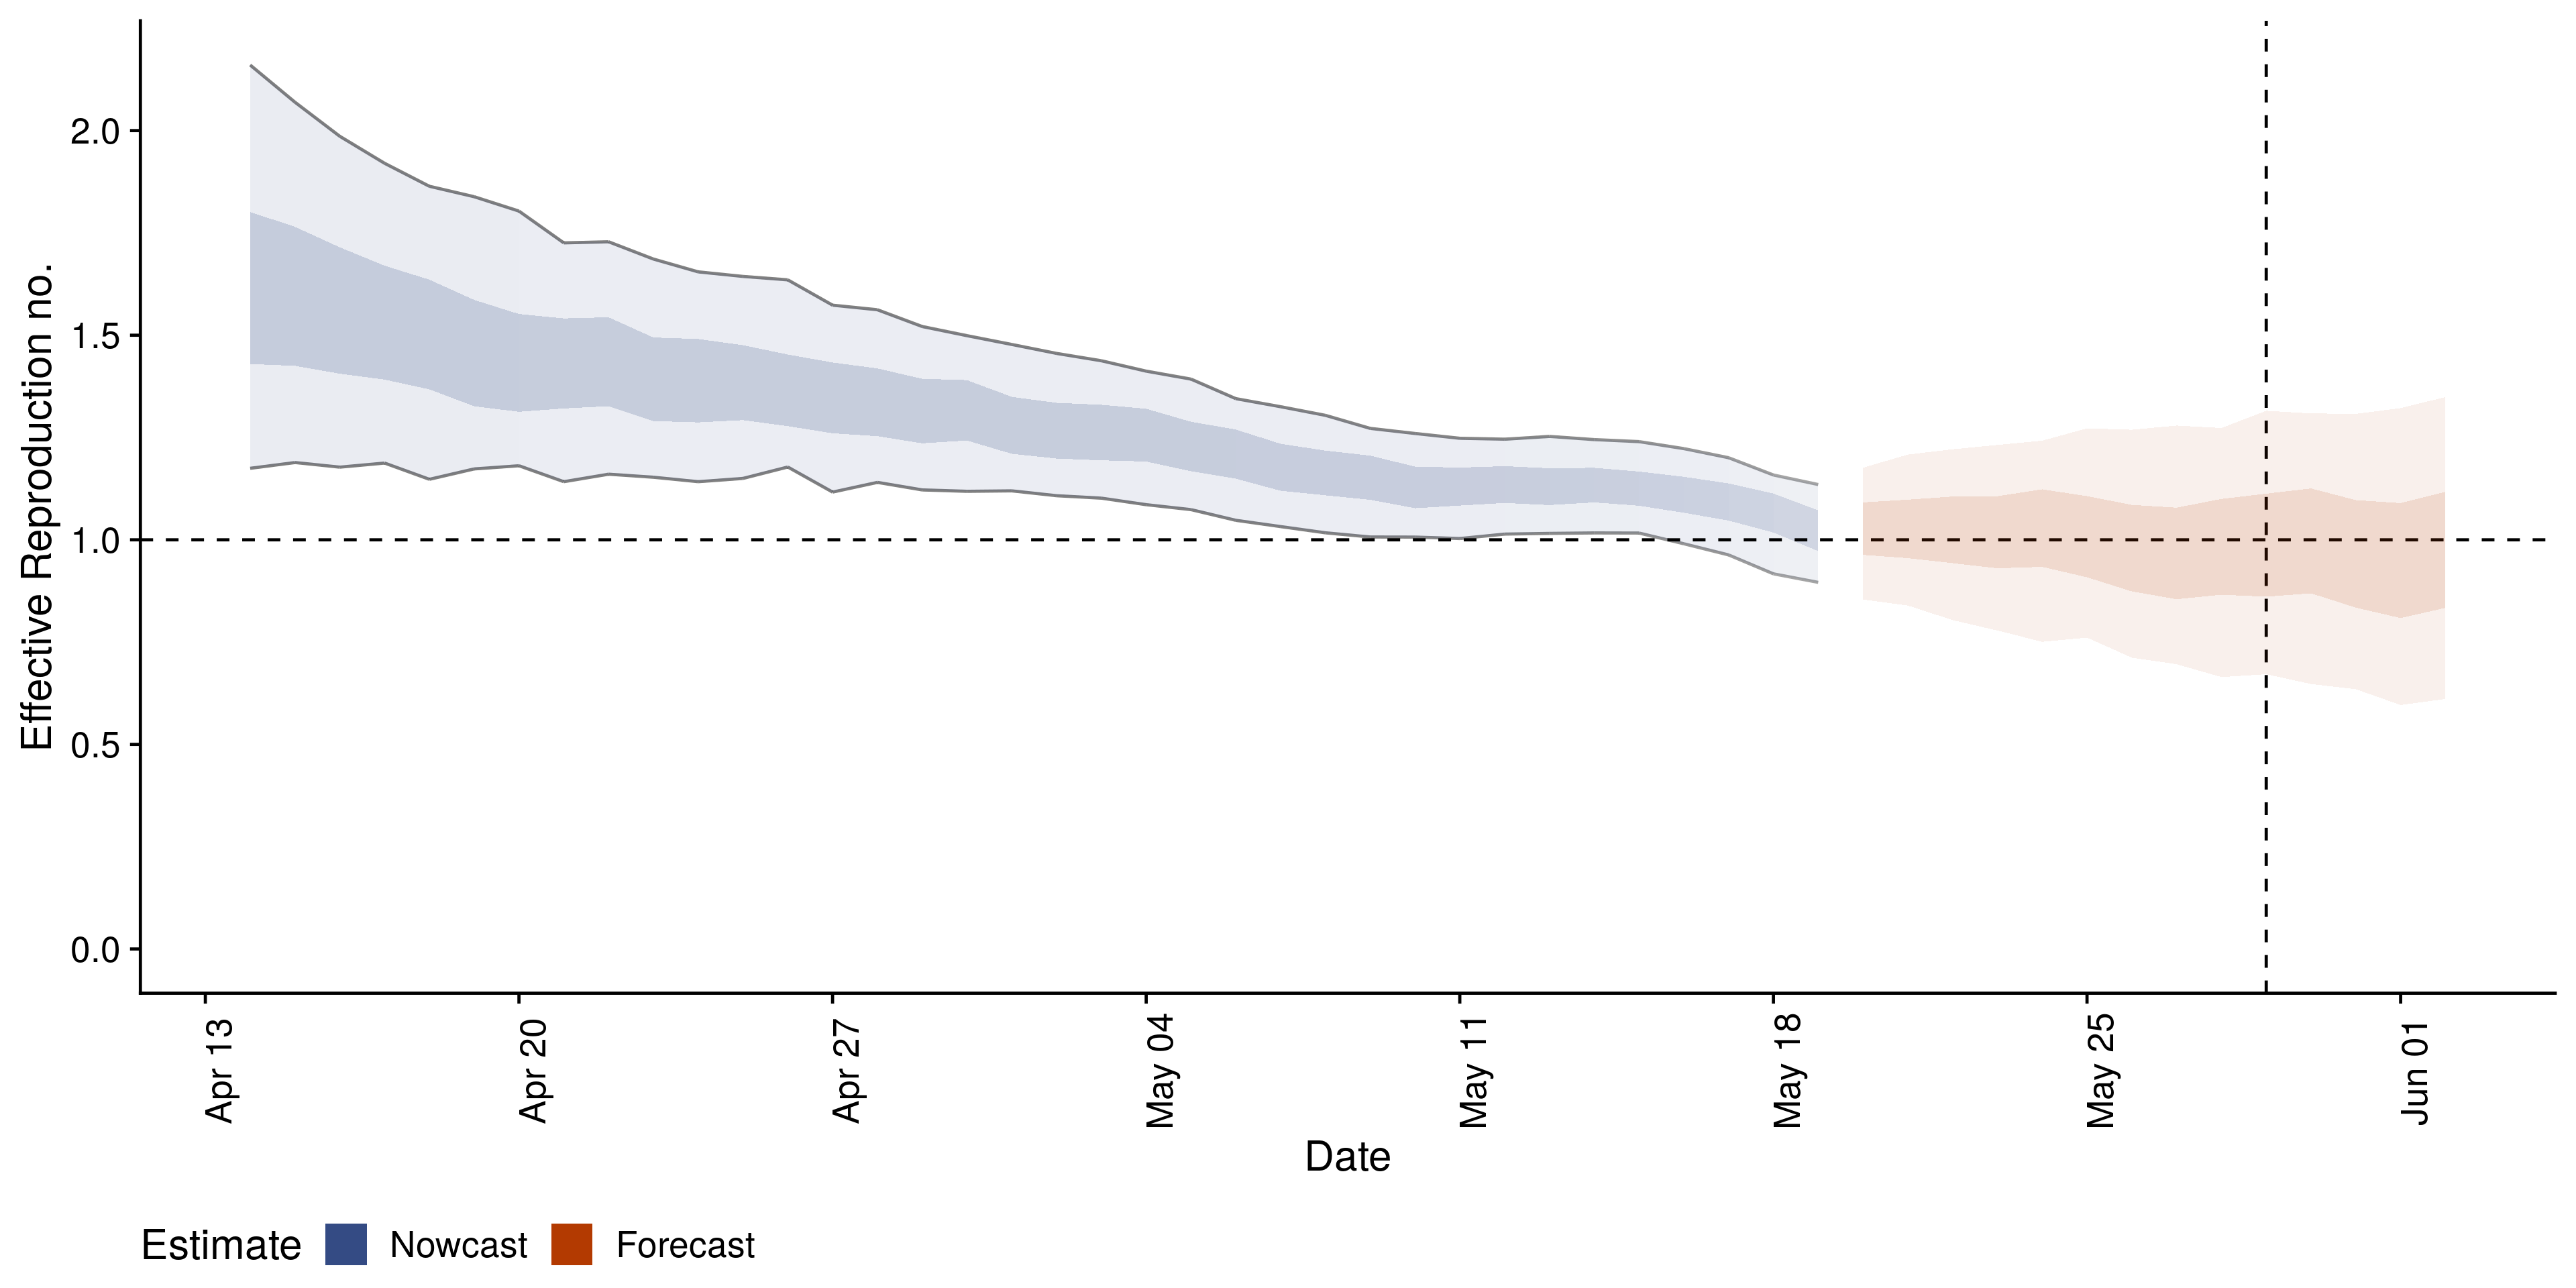 Effective Reproduction no.
2.0
1.5
1.0
0.5
0.0
Apr 13
Apr 20
Apr 27
May 04
May 11
May 18
May 25
Jun 01
Date
Estimate Nowcast Forecast